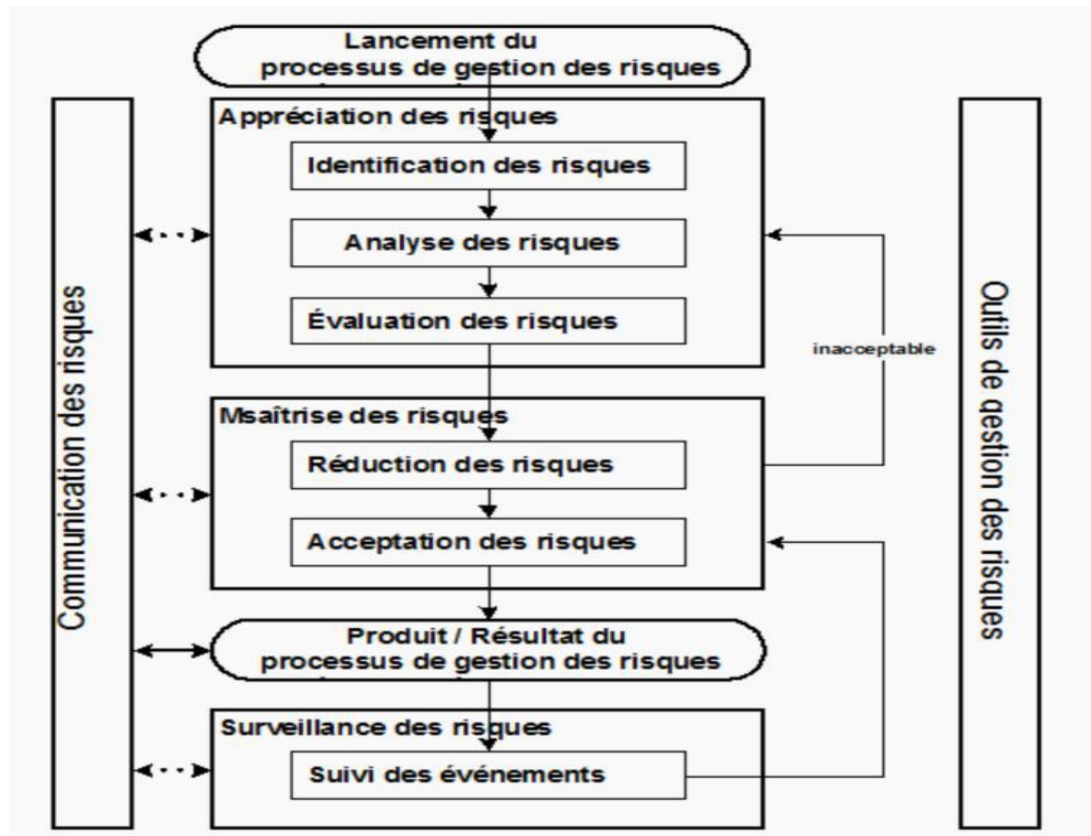 Lancement du
processus de gestion des risques
Communication des risques
Appréciation des risques
Identification des risques
Analyse des risques
Évaluation des risques
inacceptable
Outils de gestion des risques
Msaîtrise des risques
Réduction des risques
Acceptation des risques
Produit / Résultat du
processus de gestion des risques
Surveillance des risques
Suivi des événements